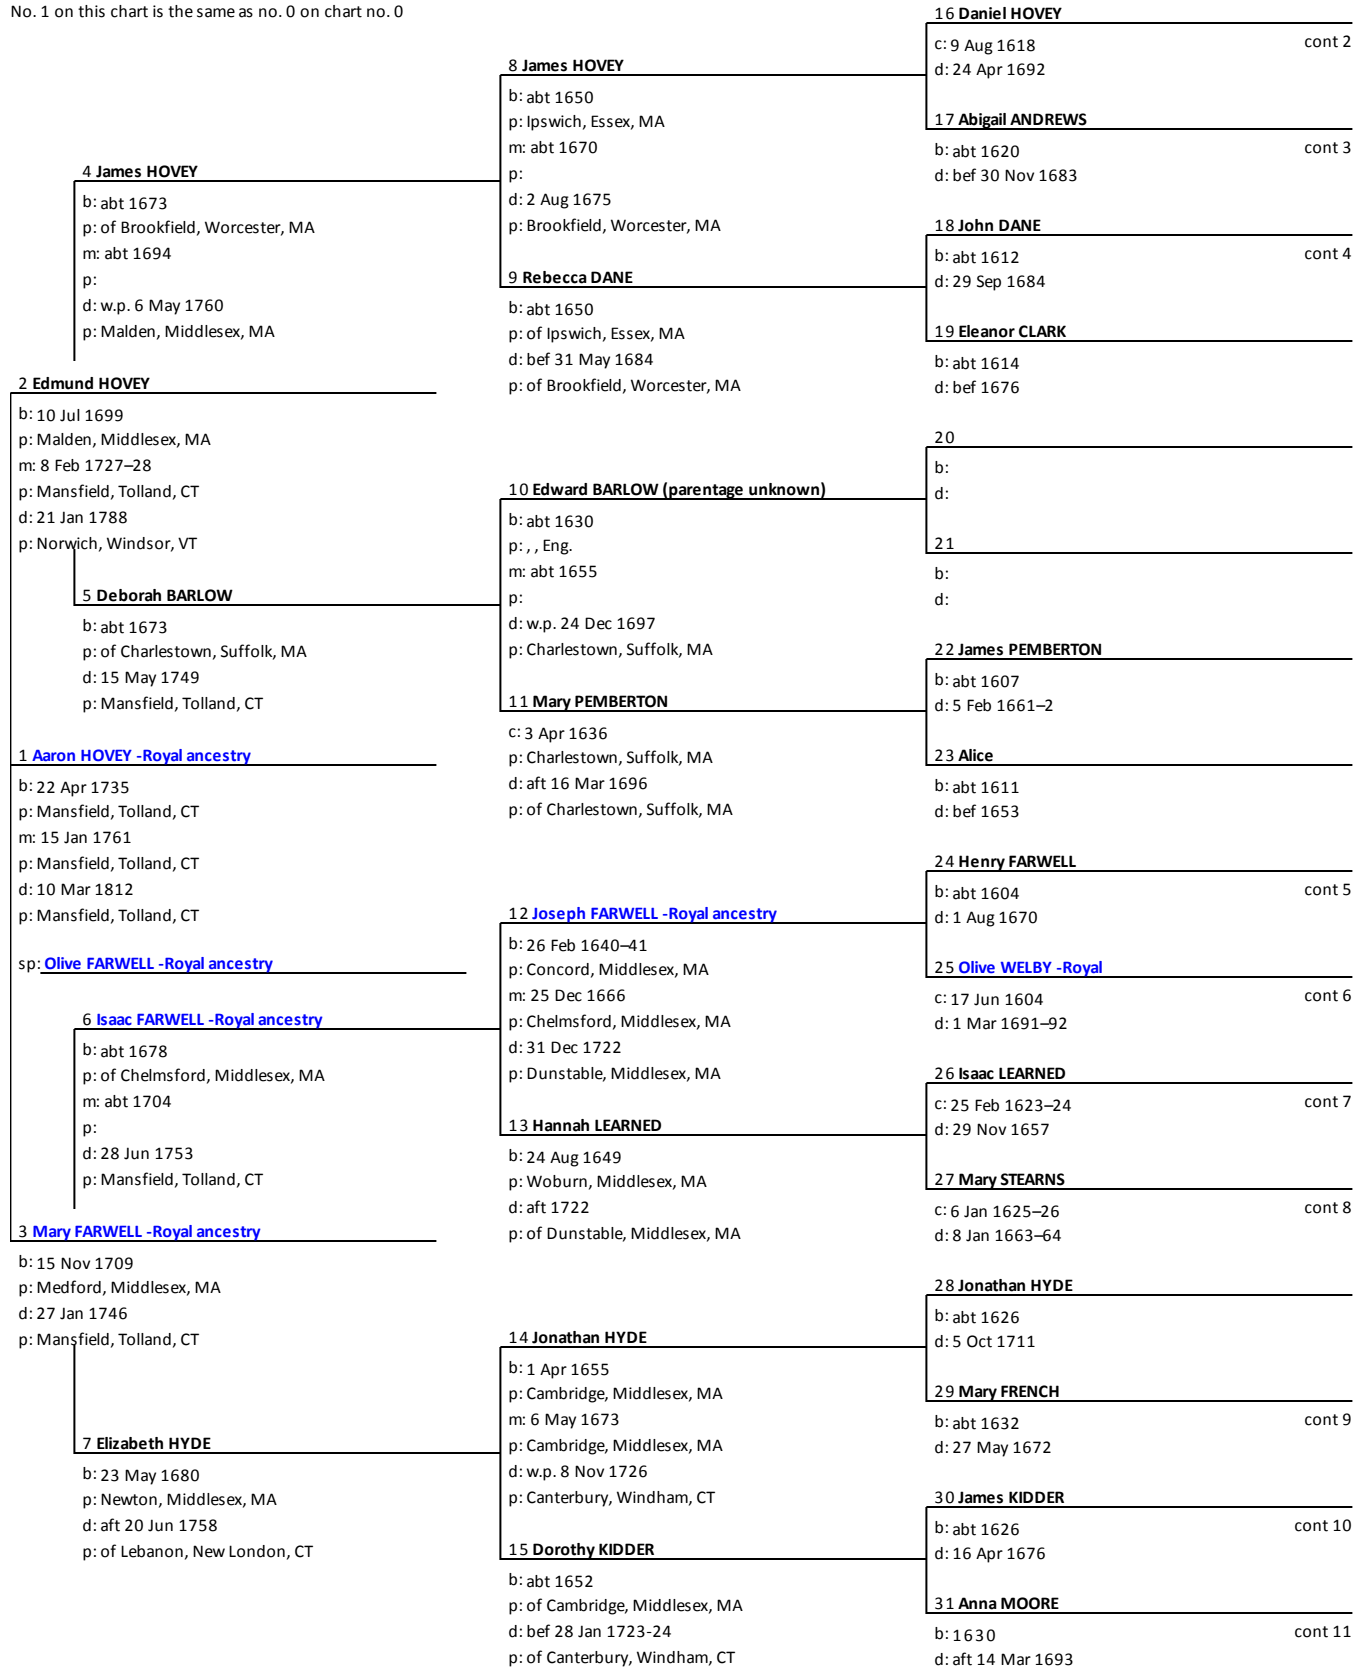 No. 1 on this chart is the same as no. 0 on chart no. 0
2 Edmund HOVEY
b: 10 Jul 1699
p: Malden, Middlesex, MA
m: 8 Feb 1727–28
p: Mansfield, Tolland, CT
d: 21 Jan 1788
p: Norwich, Windsor, VT
1 Aaron HOVEY -Royal ancestry
b: 22 Apr 1735
p: Mansfield, Tolland, CT
m: 15 Jan 1761
p: Mansfield, Tolland, CT
d: 10 Mar 1812
p: Mansfield, Tolland, CT
sp: Olive FARWELL -Royal ancestry
3 Mary FARWELL -Royal ancestry
b: 15 Nov 1709
p: Medford, Middlesex, MA
d: 27 Jan 1746
p: Mansfield, Tolland, CT
4 James HOVEY
b: abt 1673
p: of Brookfield, Worcester, MA
m: abt 1694
p:
d: w.p. 6 May 1760
p: Malden, Middlesex, MA
5 Deborah BARLOW
b: abt 1673
p: of Charlestown, Suffolk, MA
d: 15 May 1749
p: Mansfield, Tolland, CT
6 Isaac FARWELL -Royal ancestry
b: abt 1678
p: of Chelmsford, Middlesex, MA
m: abt 1704
p:
d: 28 Jun 1753
p: Mansfield, Tolland, CT
7 Elizabeth HYDE
b: 23 May 1680
p: Newton, Middlesex, MA
d: aft 20 Jun 1758
p: of Lebanon, New London, CT
8 James HOVEY
b: abt 1650
p: Ipswich, Essex, MA
m: abt 1670
p:
d: 2 Aug 1675
p: Brookfield, Worcester, MA
9 Rebecca DANE
b: abt 1650
p: of Ipswich, Essex, MA
d: bef 31 May 1684
p: of Brookfield, Worcester, MA
10 Edward BARLOW (parentage unknown)
b: abt 1630
p: , , Eng.
m: abt 1655
p:
d: w.p. 24 Dec 1697
p: Charlestown, Suffolk, MA
11 Mary PEMBERTON
c: 3 Apr 1636
p: Charlestown, Suffolk, MA
d: aft 16 Mar 1696
p: of Charlestown, Suffolk, MA
12 Joseph FARWELL -Royal ancestry
b: 26 Feb 1640–41
p: Concord, Middlesex, MA
m: 25 Dec 1666
p: Chelmsford, Middlesex, MA
d: 31 Dec 1722
p: Dunstable, Middlesex, MA
13 Hannah LEARNED
b: 24 Aug 1649
p: Woburn, Middlesex, MA
d: aft 1722
p: of Dunstable, Middlesex, MA
14 Jonathan HYDE
b: 1 Apr 1655
p: Cambridge, Middlesex, MA
m: 6 May 1673
p: Cambridge, Middlesex, MA
d: w.p. 8 Nov 1726
p: Canterbury, Windham, CT
15 Dorothy KIDDER
b: abt 1652
p: of Cambridge, Middlesex, MA
d: bef 28 Jan 1723-24
p: of Canterbury, Windham, CT
16 Daniel HOVEY
c: 9 Aug 1618 cont 2
d: 24 Apr 1692
17 Abigail ANDREWS
b: abt 1620 cont 3
d: bef 30 Nov 1683
18 John DANE
b: abt 1612 cont 4
d: 29 Sep 1684
19 Eleanor CLARK
b: abt 1614
d: bef 1676
20
b:
d:
21
b:
d:
22 James PEMBERTON
b: abt 1607
d: 5 Feb 1661–2
23 Alice
b: abt 1611
d: bef 1653
24 Henry FARWELL
b: abt 1604 cont 5
d: 1 Aug 1670
25 Olive WELBY -Royal
c: 17 Jun 1604 cont 6
d: 1 Mar 1691–92
26 Isaac LEARNED
c: 25 Feb 1623–24 cont 7
d: 29 Nov 1657
27 Mary STEARNS
c: 6 Jan 1625–26 cont 8
d: 8 Jan 1663–64
28 Jonathan HYDE
b: abt 1626
d: 5 Oct 1711
29 Mary FRENCH
b: abt 1632 cont 9
d: 27 May 1672
30 James KIDDER
b: abt 1626 cont 10
d: 16 Apr 1676
31 Anna MOORE
b: 1630 cont 11
d: aft 14 Mar 1693